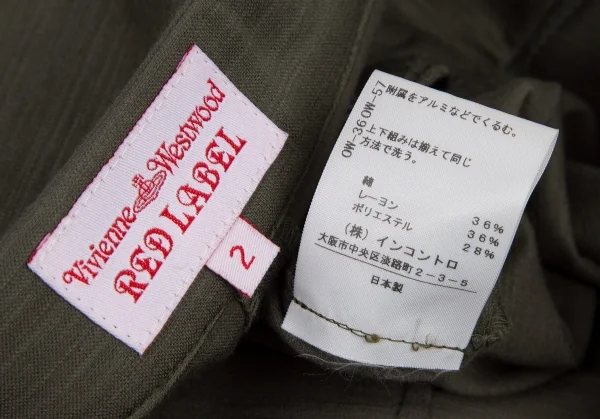 Vivienne Westwood
RED LABEL
2
OW-36OW-57
附属をアルミなどでくるむ。
上下組みは揃えて同じ
方法で洗う。
綿 36%
レーヨン 36%
ポリエステル 28%
(株) インコントロ
大阪市中央区淡路町2-3-5
日本製